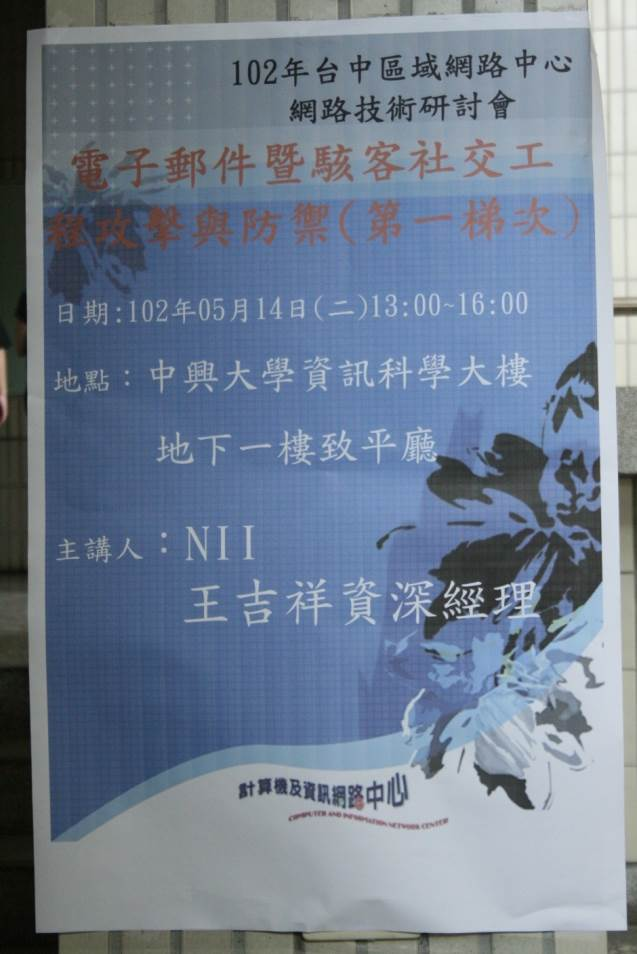 102年台中區域網路中心
網路技術研討會
電子郵件暨駭客社交工
程攻擊與防禦(第一梯次)
日期:102年05月14日(二)13:00~16:00
地點：中興大學資訊科學大樓
地下一樓致平廳
主講人：NII
王吉祥資深經理
計算機及資訊網路中心
COMPUTER AND INFORMATION NETWORK CENTER